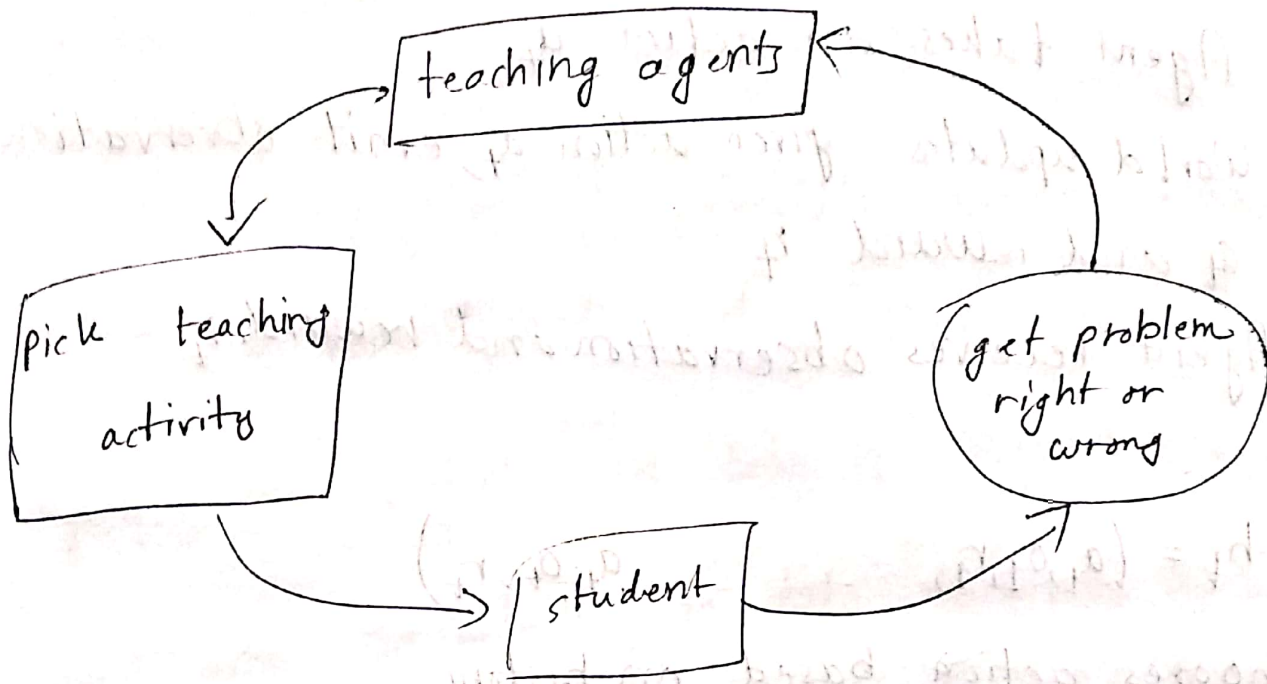 teaching agents
pick teaching
activity
get problem
right or
wrong
student